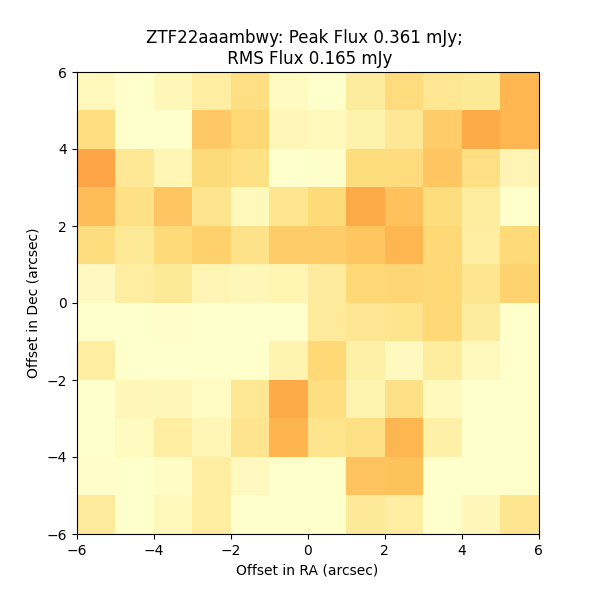 ZTF22aaambwy: Peak Flux 0.361 mJy;
RMS Flux 0.165 mJy
6
4
2
0
−2
−4
−6
Offset in Dec (arcsec)
−6 −4 −2 0 2 4 6
Offset in RA (arcsec)